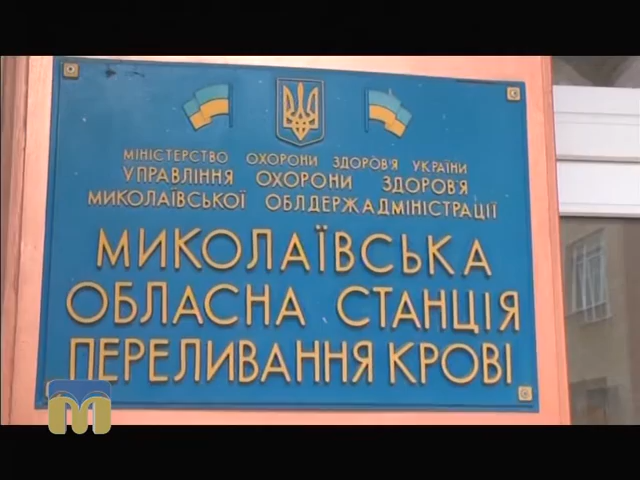 МІНІСТЕРСТВО ОХОРОНИ ЗДОРОВ'Я УКРАЇНИ
УПРАВЛІННЯ ОХОРОНИ ЗДОРОВ'Я
МИКОЛАЇВСЬКОЇ ОБЛДЕРЖАДМІНІСТРАЦІЇ
МИКОЛАЇВСЬКА
ОБЛАСНА СТАНЦІЯ
ПЕРЕЛИВАННЯ КРОВІ
М